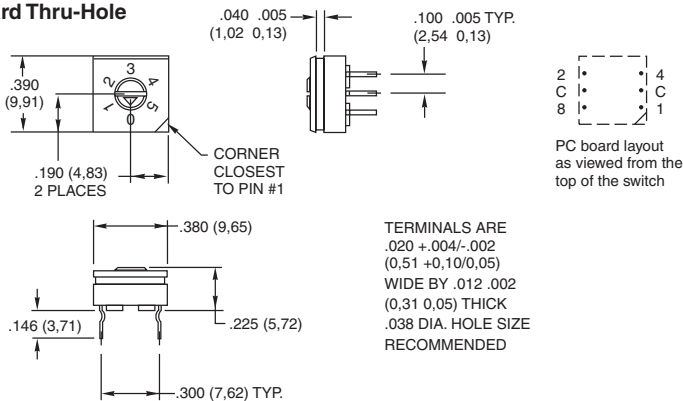 ard Thru-Hole
.040 .005
(1,02 0,13)
.100 .005 TYP.
(2,54 0,13)
.390
(9,91)
0
1
2
3
4
5
.190 (4,83)
2 PLACES
CORNER
CLOSEST
TO PIN #1
2 4
C C
8 1
PC board layout
as viewed from the
top of the switch
.380 (9,65)
.225 (5,72)
.146 (3,71)
.300 (7,62) TYP.
TERMINALS ARE
.020 +.004/-.002
(0,51 +0,10/0,05)
WIDE BY .012 .002
(0,31 0,05) THICK
.038 DIA. HOLE SIZE
RECOMMENDED